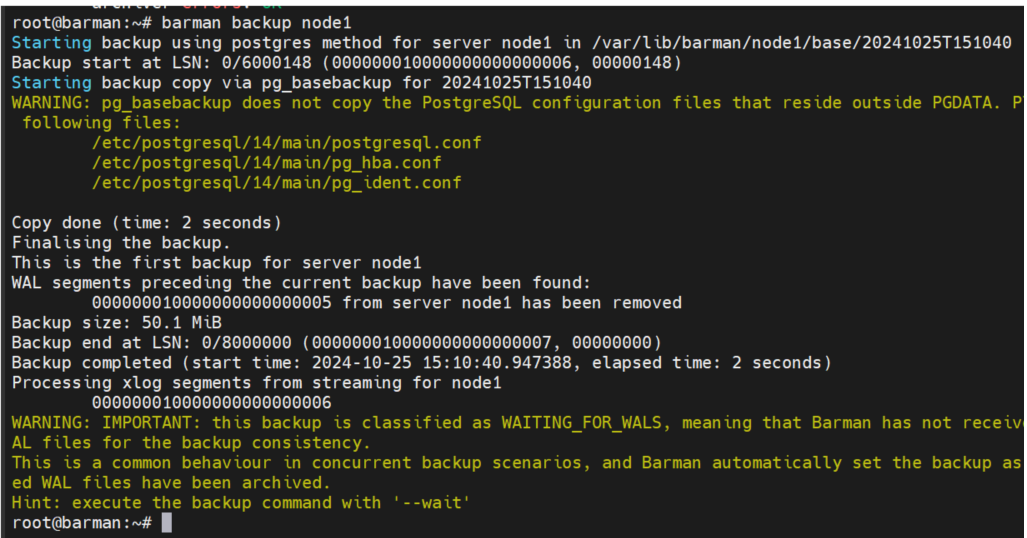 archiver errors: OK
root@barman:~# barman backup node1
Starting backup using postgres method for server node1 in /var/lib/barman/node1/base/20241025T151040
Backup start at LSN: 0/6000148 (000000010000000000000006, 00000148)
Starting backup copy via pg_basebackup for 20241025T151040
WARNING: pg_basebackup does not copy the PostgreSQL configuration files that reside outside PGDATA. P
following files:
/etc/postgresql/14/main/postgresql.conf
/etc/postgresql/14/main/pg_hba.conf
/etc/postgresql/14/main/pg_ident.conf
Copy done (time: 2 seconds)
Finalising the backup.
This is the first backup for server node1
WAL segments preceding the current backup have been found:
000000010000000000000005 from server node1 has been removed
Backup size: 50.1 MiB
Backup end at LSN: 0/8000000 (000000010000000000000007, 00000000)
Backup completed (start time: 2024-10-25 15:10:40.947388, elapsed time: 2 seconds)
Processing xlog segments from streaming for node1
000000010000000000000006
WARNING: IMPORTANT: this backup is classified as WAITING_FOR_WALS, meaning that Barman has not receiv
AL files for the backup consistency.
This is a common behaviour in concurrent backup scenarios, and Barman automatically set the backup as
ed WAL files have been archived.
Hint: execute the backup command with '--wait'
root@barman:~#